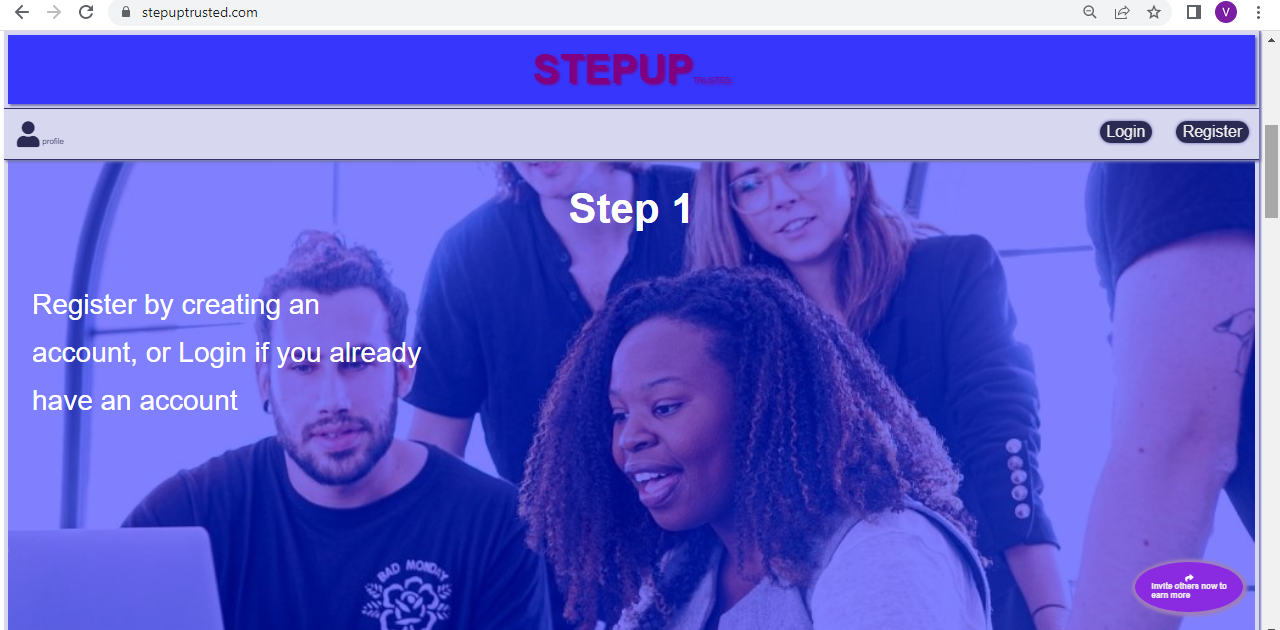 stepuptrusted.com
V
STEPUP TRUSTED
profile
Login
Register
Step 1
Register by creating an
account, or Login if you already
have an account
BAD MONDAY
Invite others now to
earn more